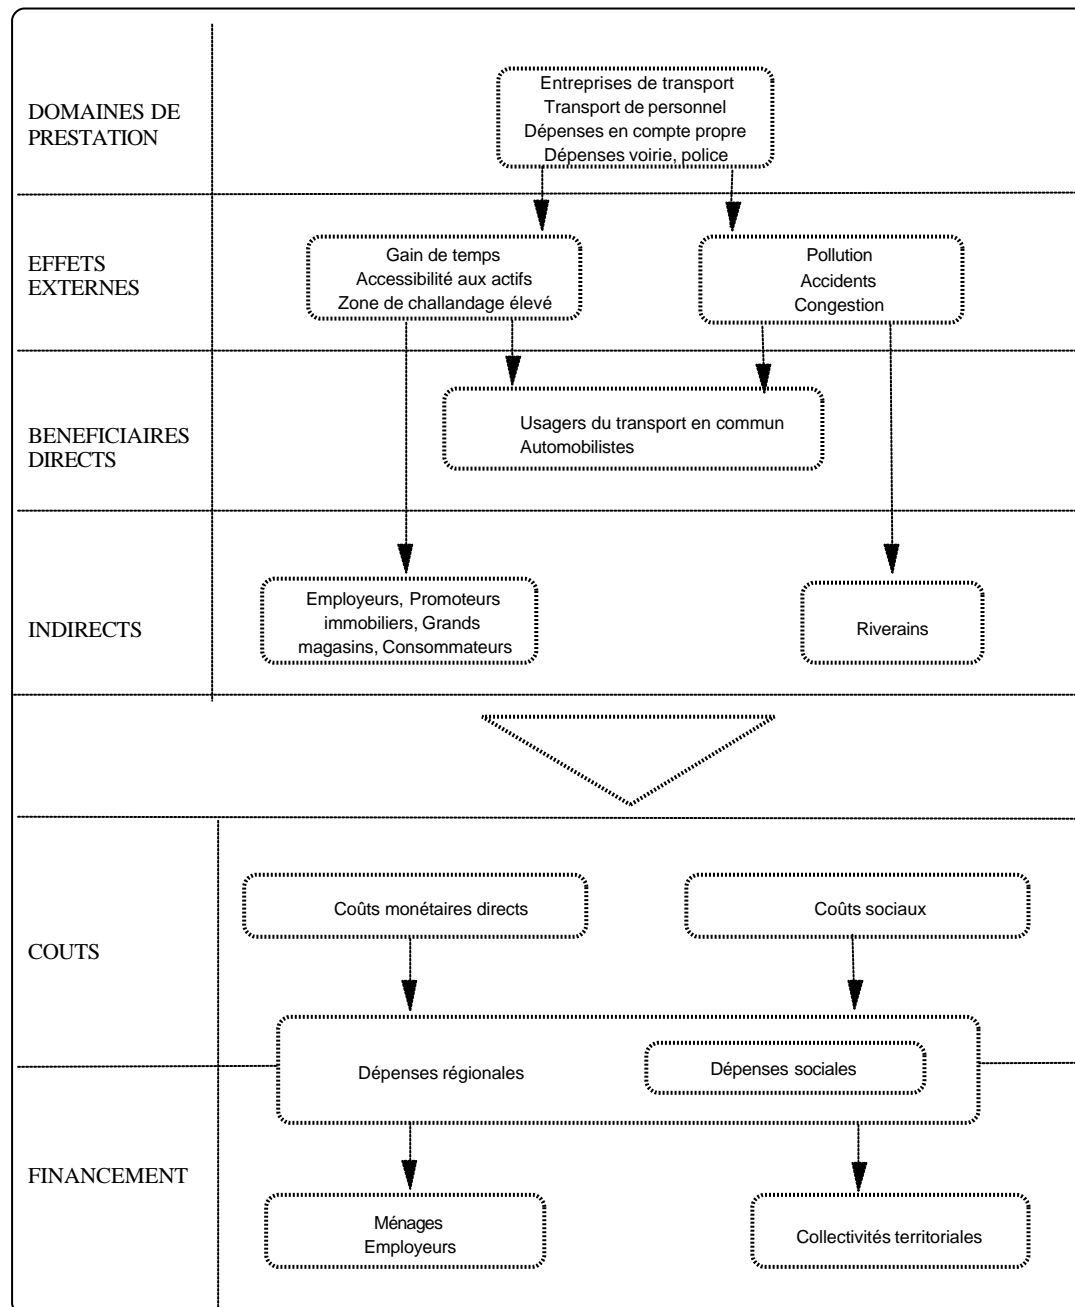 DOMAINES DE
PRESTATION
Entreprises de transport
Transport de personnel
Dépenses en compte propre
Dépenses voirie, police
EFFETS
EXTERNES
Gain de temps
Accessibilité aux actifs
Zone de challandage élevé
Pollution
Accidents
Congestion
BENEFICIAIRES
DIRECTS
Usagers du transport en commun
Automobilistes
INDIRECTS
Employeurs, Promoteurs
immobiliers, Grands
magasins, Consommateurs
Riverains
COUTS
Coûts monétaires directs
Coûts sociaux
Dépenses régionales
Dépenses sociales
FINANCEMENT
Ménages
Employeurs
Collectivités territoriales